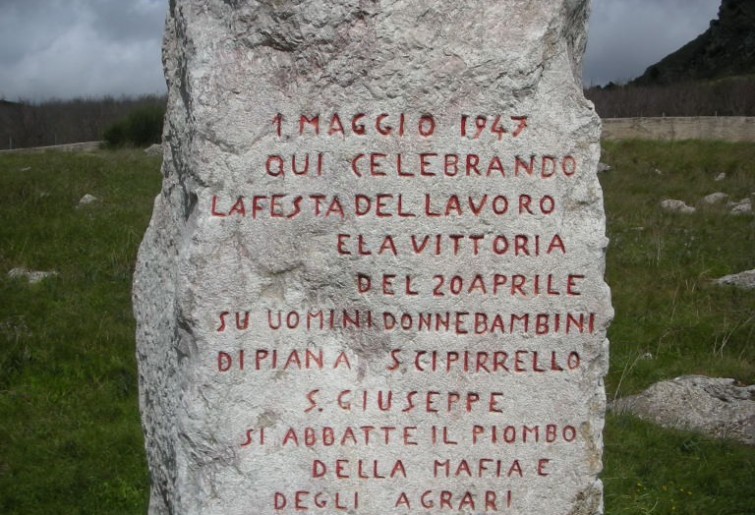 1. MAGGIO 1947
QUI CELEBRANDO
LA FESTA DEL LAVORO
E LA VITTORIA
DEL 20 APRILE
SU UOMINI DONNE BAMBINI
DI PIANA S. CIPIRRELLO
S. GIUSEPPE
SI ABBATTE IL PIOMBO
DELLA MAFIA E
DEGLI AGRARI